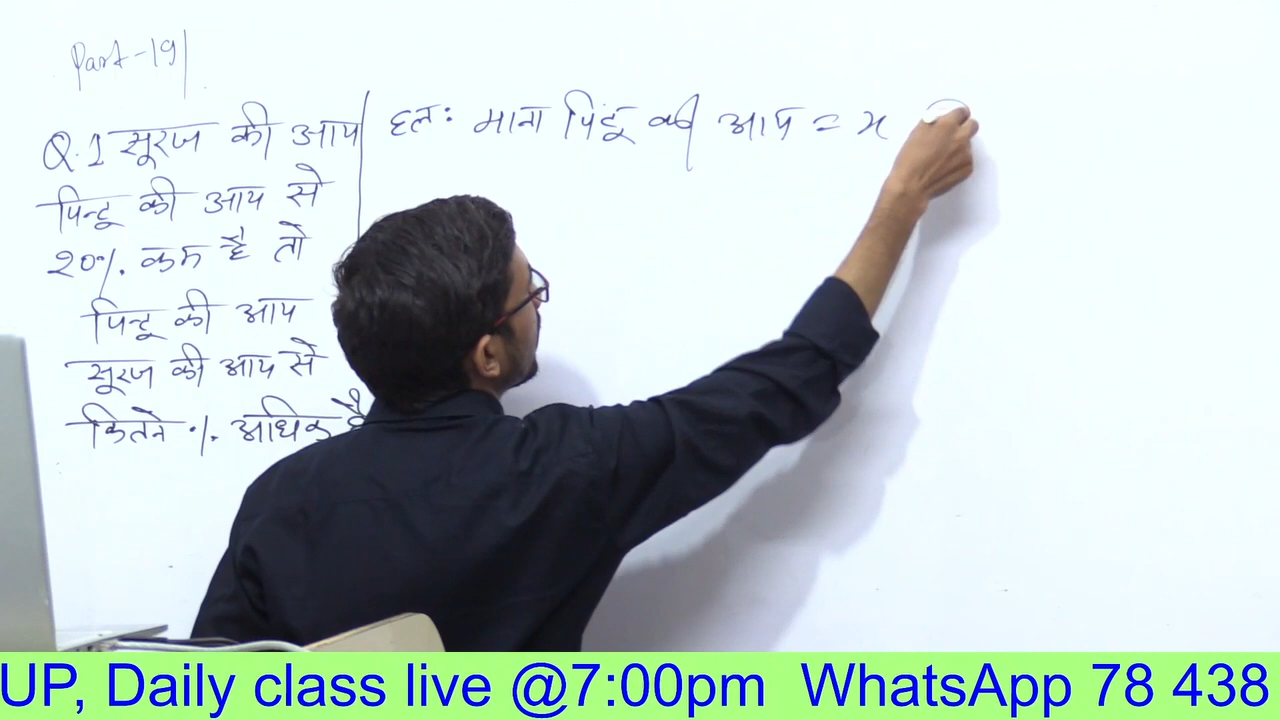 Part-19
Q.1 सूरज की आय
पिन्टू की आय से
20%. कम है तो
पिन्टू की आय
सूरज की आय से
कितने %. अधिक है
हल: माना पिंटू की आय = x
UP, Daily class live @7:00pm WhatsApp 78 438